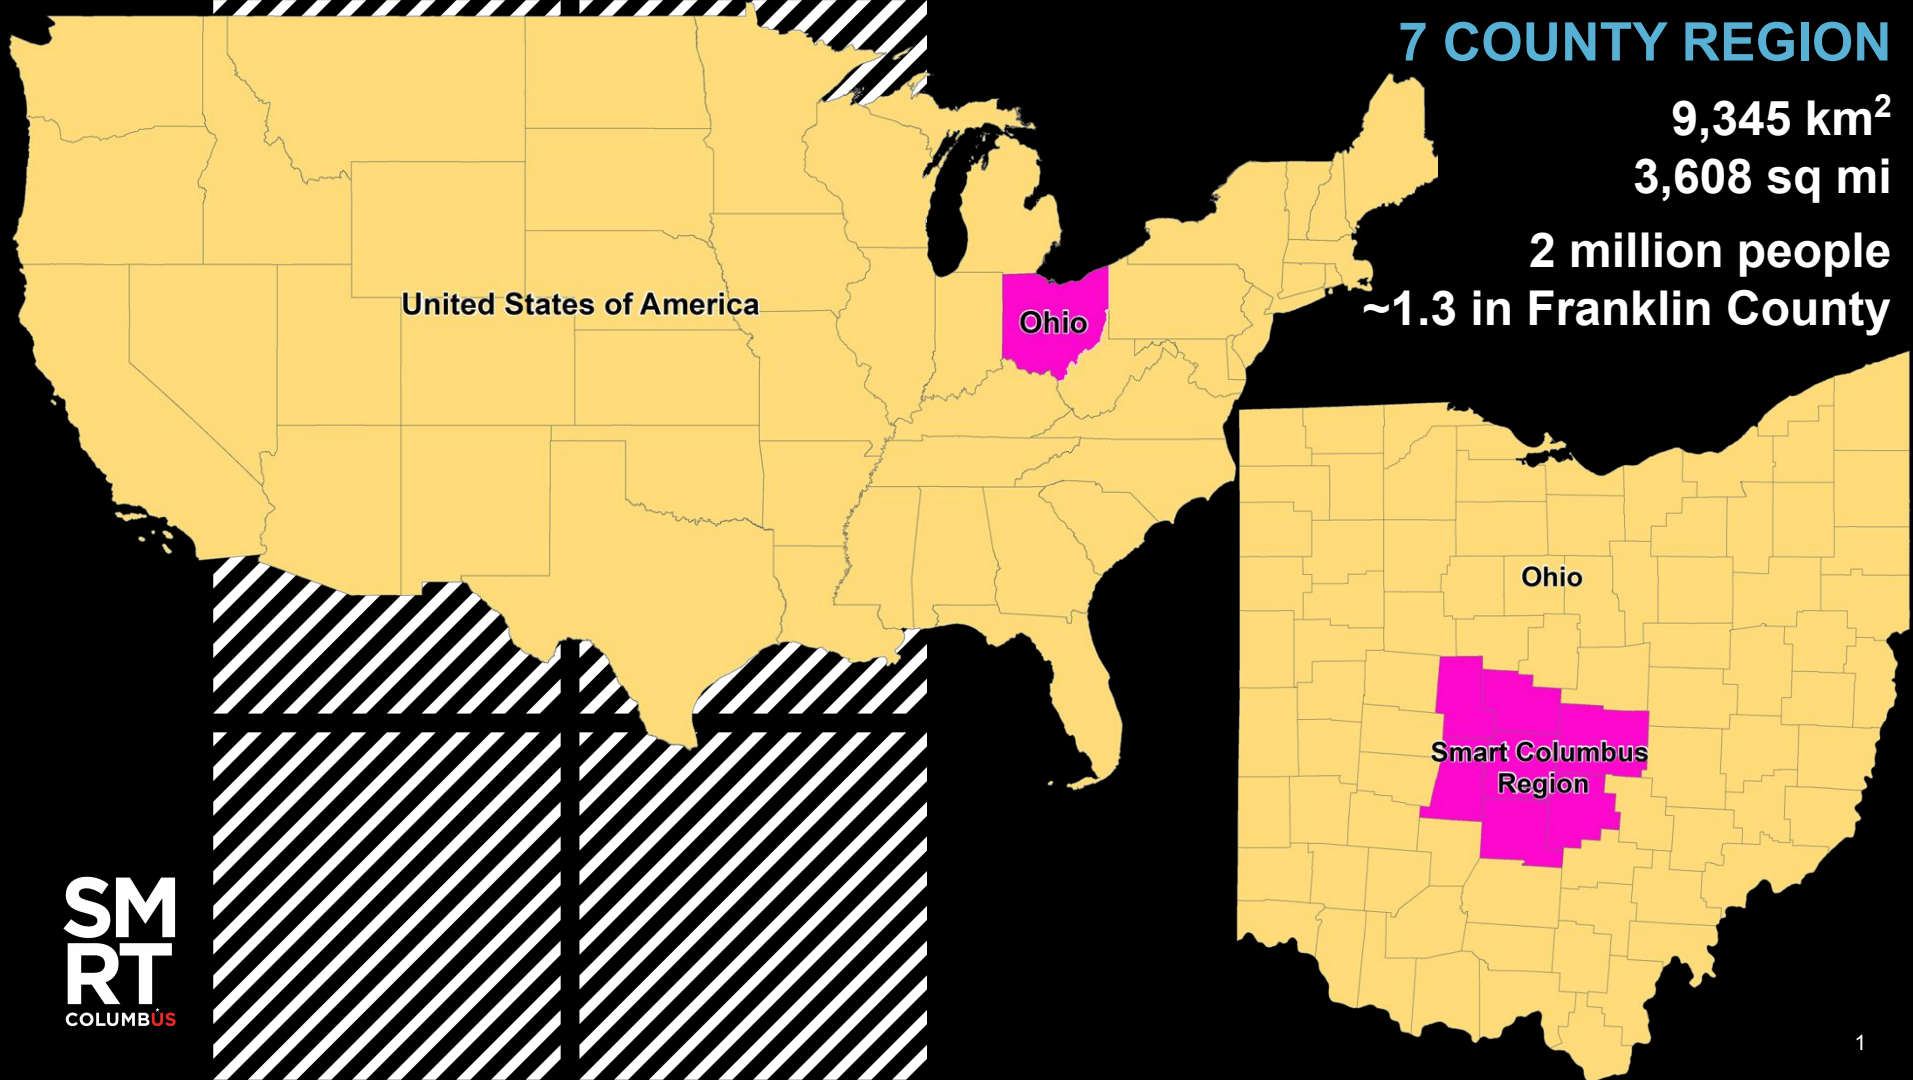 7 COUNTY REGION
9,345 km²
3,608 sq mi
2 million people
~1.3 in Franklin County
United States of America
Ohio
Ohio
Smart Columbus
Region
SM
RT
COLUMBUS
1